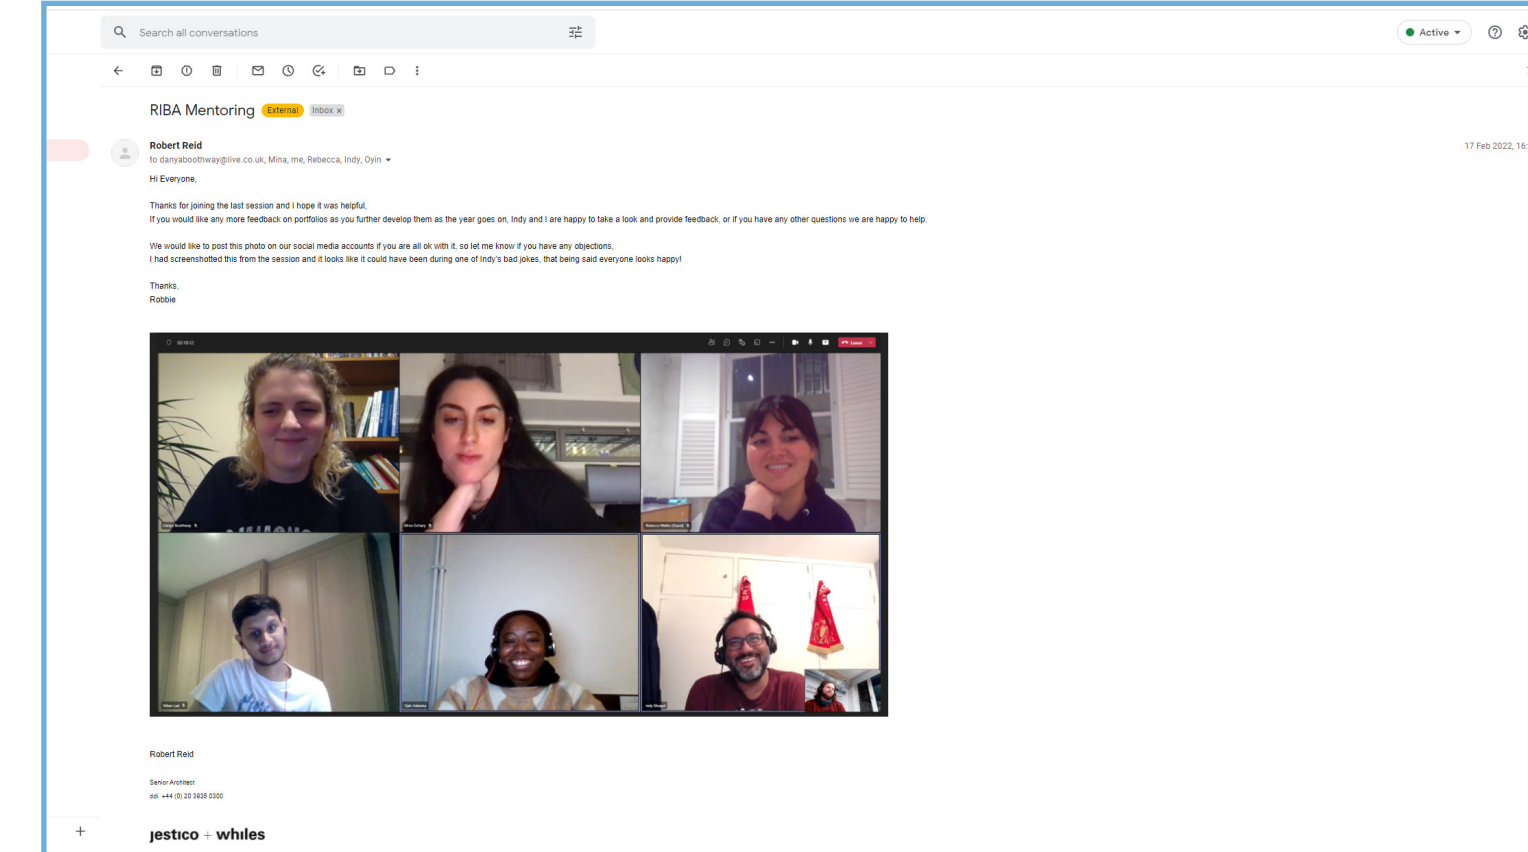 Search all conversations
Active
RIBA Mentoring External Inbox x
Robert Reid
17 Feb 2022, 16:
to danyaboothway@live.co.uk, Mina, me, Rebecca, Indy, Oyin
Hi Everyone,
Thanks for joining the last session and I hope it was helpful,
If you would like any more feedback on portfolios as you further develop them as the year goes on, Indy and I are happy to take a look and provide feedback, or if you have any other questions we are happy to help.
We would like to post this photo on our social media accounts if you are all ok with it, so let me know if you have any objections,
I had screenshotted this from the session and it looks like it could have been during one of Indy's bad jokes, that being said everyone looks happy!
Thanks,
Robbie
Leave
Robert Reid
Senior Architect
ddi +44 (0) 20 3935 0300
jestico + whiles